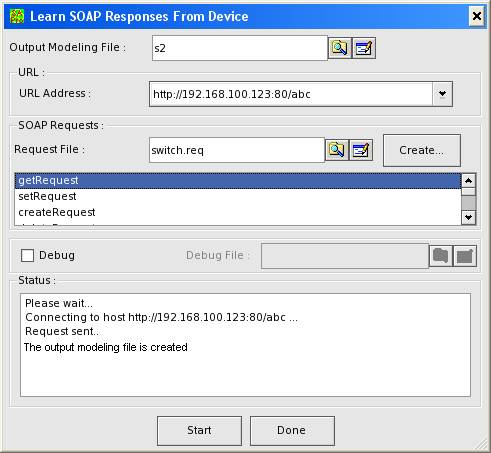 Learn SOAP Responses From Device
Output Modeling File : s2
URL :
URL Address : http://192.168.100.123:80/abc
SOAP Requests :
Request File : switch.req Create...
getRequest
setRequest
createRequest
Debug Debug File :
Status :
Please wait...
Connecting to host http://192.168.100.123:80/abc ...
Request sent..
The output modeling file is created
Start Done